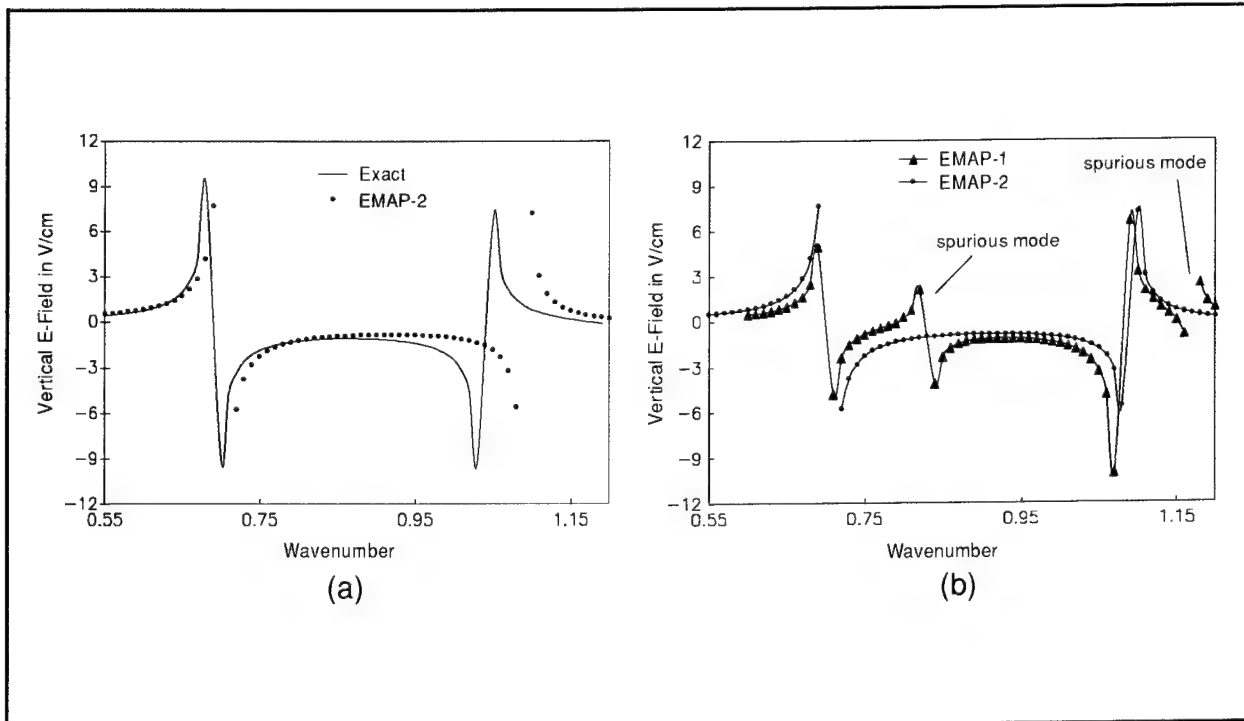 12
9
6
3
0
−3
−6
−9
−12
Vertical E-Field in V/cm
Exact
EMAP-2
0.55
0.75
0.95
1.15
Wavenumber
(a)
12
9
6
3
0
−3
−6
−9
−12
Vertical E-Field in V/cm
EMAP-1
EMAP-2
spurious mode
spurious mode
0.55
0.75
0.95
1.15
Wavenumber
(b)